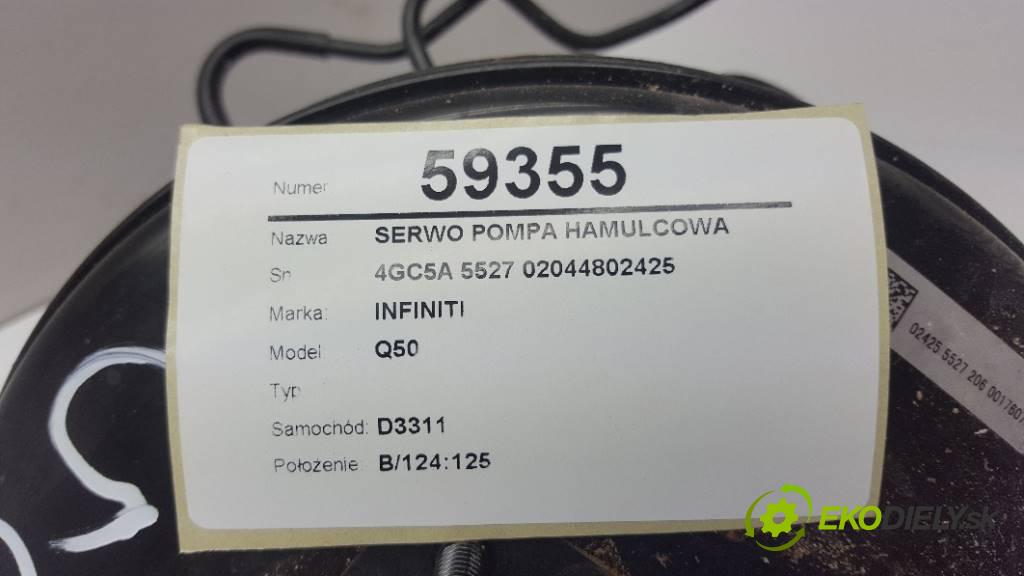 Numer 59355
Nazwa SERWO POMPA HAMULCOWA
Sn 4GC5A 5527 02044802425
Marka: INFINITI
Model Q50
Typ
Samochód: D3311
Położenie B/124:125
02425 5527 206 001760
EKODIELY.sk